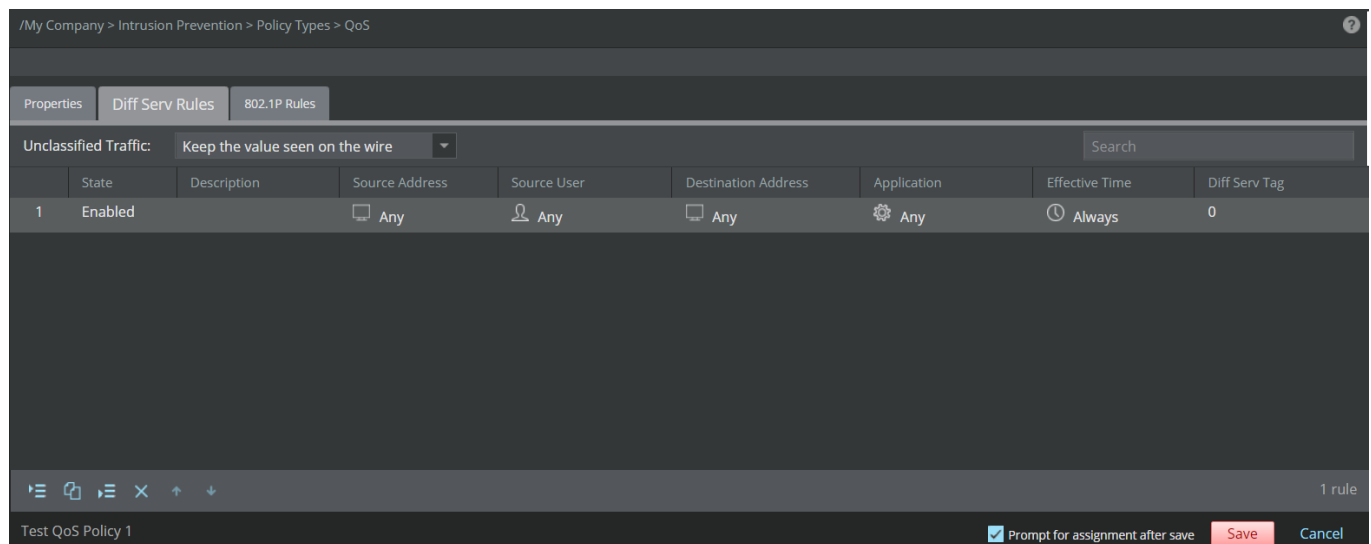 /My Company > Intrusion Prevention > Policy Types > QoS ?
Properties Diff Serv Rules 802.1P Rules
Unclassified Traffic: Keep the value seen on the wire Search
State Description Source Address Source User Destination Address Application Effective Time Diff Serv Tag
1 Enabled Any Any Any Any Always 0
1 rule
Test QoS Policy 1 Prompt for assignment after save Save Cancel